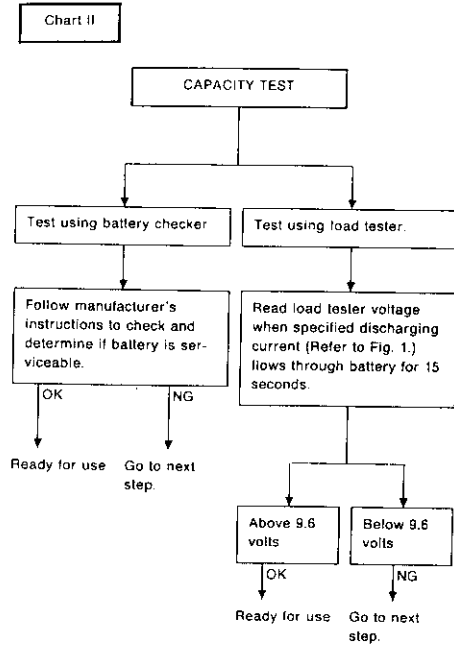 Chart II
CAPACITY TEST
Test using battery checker
Test using load tester.
Follow manufacturer's
instructions to check and
determine if battery is ser-
viceable.
Read load tester voltage
when specified discharging
current (Refer to Fig. 1.)
flows through battery for 15
seconds.
OK
NG
Ready for use
Go to next
step.
Above 9.6
volts
Below 9.6
volts
OK
NG
Ready for use
Go to next
step.